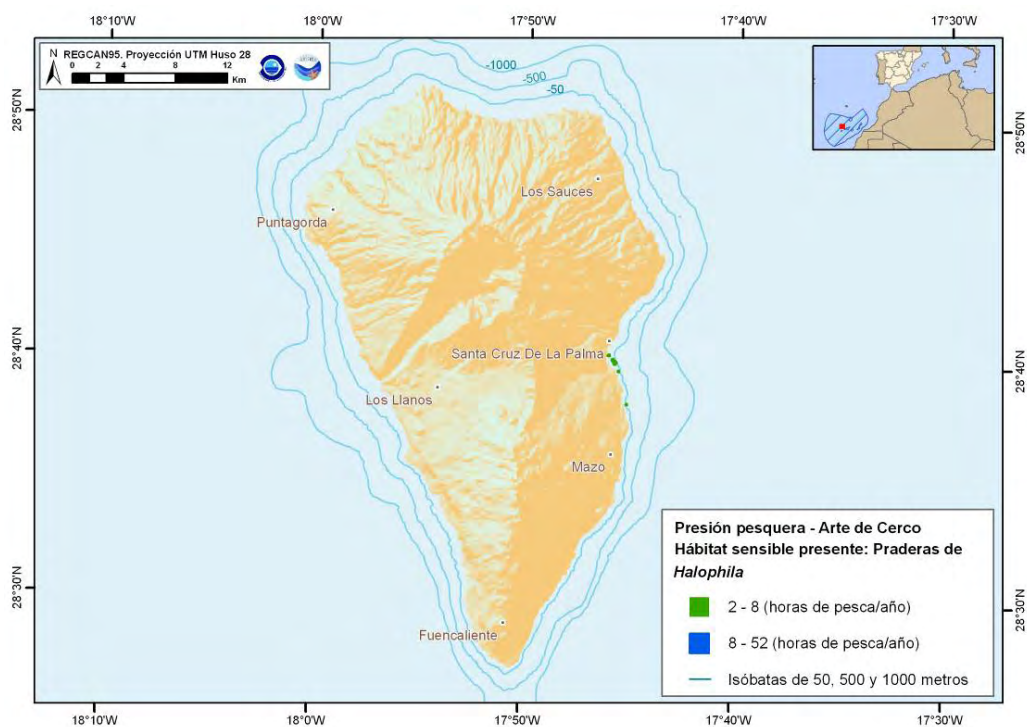 18°10'W 18°0'W 17°50'W 17°40'W 17°30'W
N REGCAN95. Proyección UTM Huso 28
0 2 4 8 12
Km
-1000
-500
-50
28°50'N 28°50'N
Los Sauces
Puntagorda
28°40'N 28°40'N
Santa Cruz De La Palma
Los Llanos
Mazo
28°30'N 28°30'N
Fuencaliente
Presión pesquera - Arte de Cerco
Hábitat sensible presente: Praderas de
Halophila
2 - 8 (horas de pesca/año)
8 - 52 (horas de pesca/año)
Isóbatas de 50, 500 y 1000 metros
18°10'W 18°0'W 17°50'W 17°40'W 17°30'W